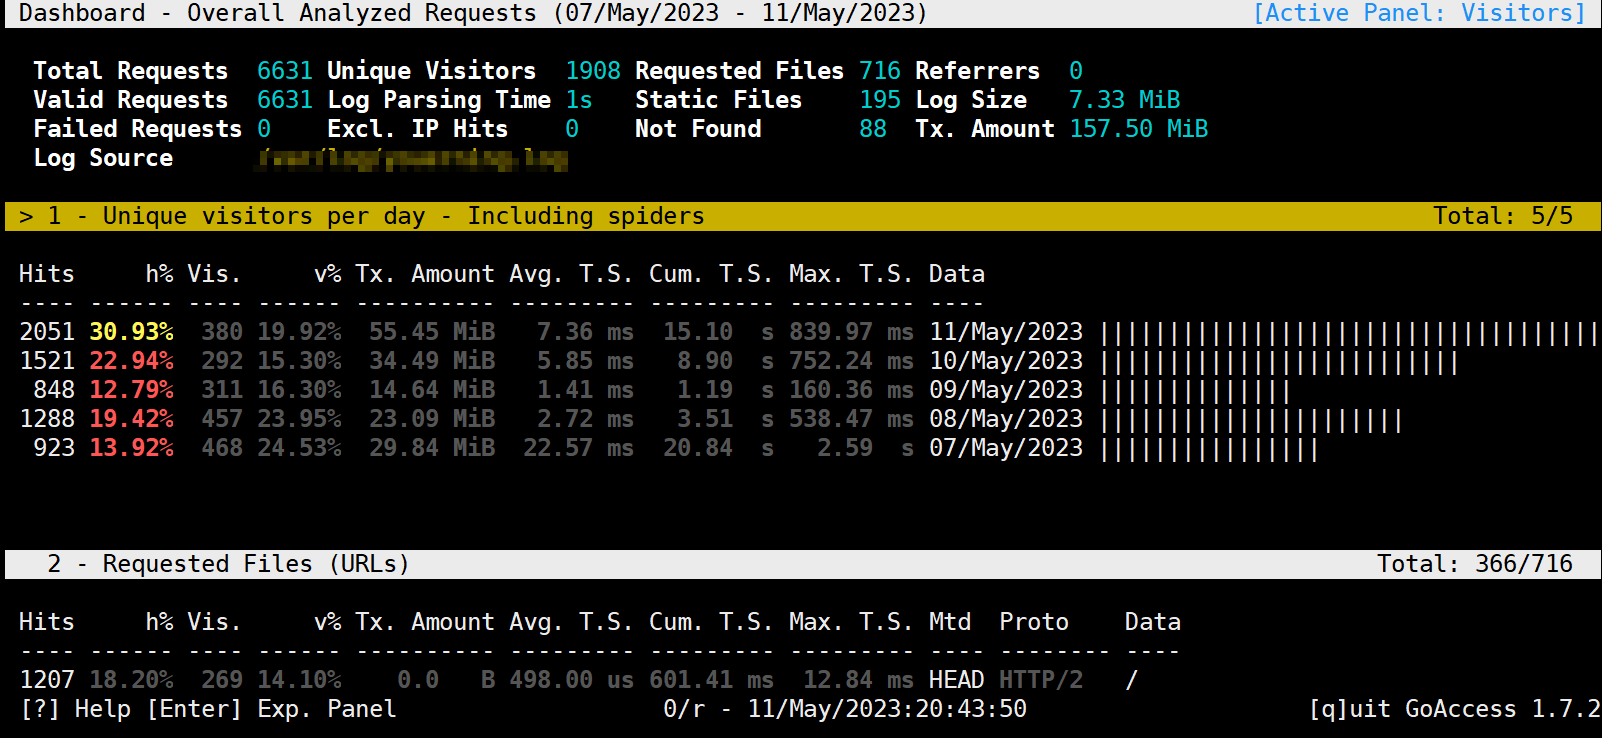 Dashboard - Overall Analyzed Requests (07/May/2023 - 11/May/2023) [Active Panel: Visitors]
Total Requests 6631 Unique Visitors 1908 Requested Files 716 Referrers 0
Valid Requests 6631 Log Parsing Time 1s Static Files 195 Log Size 7.33 MiB
Failed Requests 0 Excl. IP Hits 0 Not Found 88 Tx. Amount 157.50 MiB
Log Source
> 1 - Unique visitors per day - Including spiders Total: 5/5
Hits h% Vis. v% Tx. Amount Avg. T.S. Cum. T.S. Max. T.S. Data
---- ------ ---- ------ ---------- --------- --------- --------- ----
2051 30.93% 380 19.92% 55.45 MiB 7.36 ms 15.10 s 839.97 ms 11/May/2023 ||||||||||||||||||||||||||||||||||||
1521 22.94% 292 15.30% 34.49 MiB 5.85 ms 8.90 s 752.24 ms 10/May/2023 ||||||||||||||||||||||||||
848 12.79% 311 16.30% 14.64 MiB 1.41 ms 1.19 s 160.36 ms 09/May/2023 ||||||||||||||
1288 19.42% 457 23.95% 23.09 MiB 2.72 ms 3.51 s 538.47 ms 08/May/2023 ||||||||||||||||||||||
923 13.92% 468 24.53% 29.84 MiB 22.57 ms 20.84 s 2.59 s 07/May/2023 ||||||||||||||||
2 - Requested Files (URLs) Total: 366/716
Hits h% Vis. v% Tx. Amount Avg. T.S. Cum. T.S. Max. T.S. Mtd Proto Data
---- ------ ---- ------ ---------- --------- --------- --------- ---- -------- ----
1207 18.20% 269 14.10% 0.0 B 498.00 us 601.41 ms 12.84 ms HEAD HTTP/2 /
[?] Help [Enter] Exp. Panel 0/r - 11/May/2023:20:43:50 [q]uit GoAccess 1.7.2